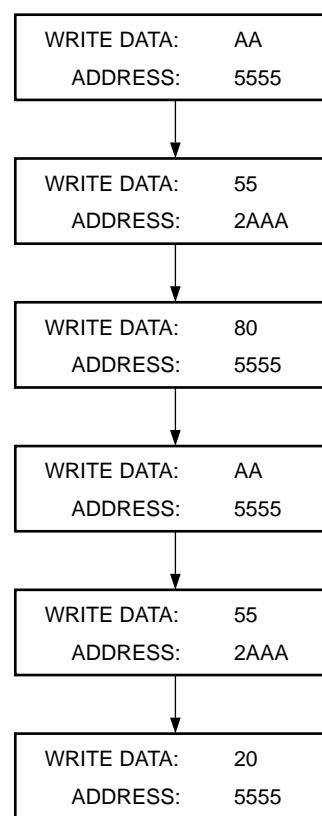 WRITE DATA: AA
ADDRESS: 5555
WRITE DATA: 55
ADDRESS: 2AAA
WRITE DATA: 80
ADDRESS: 5555
WRITE DATA: AA
ADDRESS: 5555
WRITE DATA: 55
ADDRESS: 2AAA
WRITE DATA: 20
ADDRESS: 5555